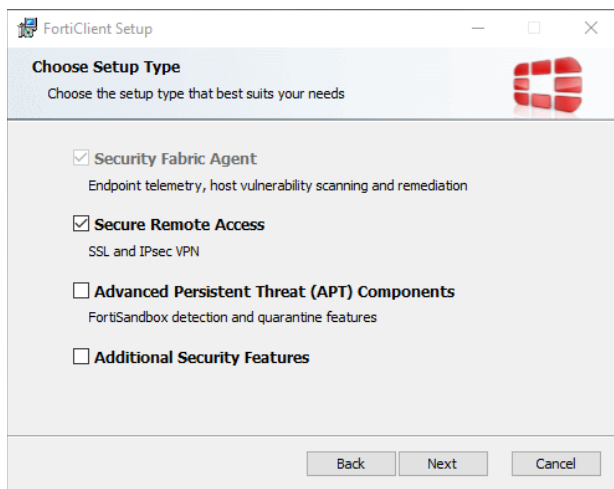 FortiClient Setup
Choose Setup Type
Choose the setup type that best suits your needs
Security Fabric Agent
Endpoint telemetry, host vulnerability scanning and remediation
Secure Remote Access
SSL and IPsec VPN
Advanced Persistent Threat (APT) Components
FortiSandbox detection and quarantine features
Additional Security Features
Back Next Cancel